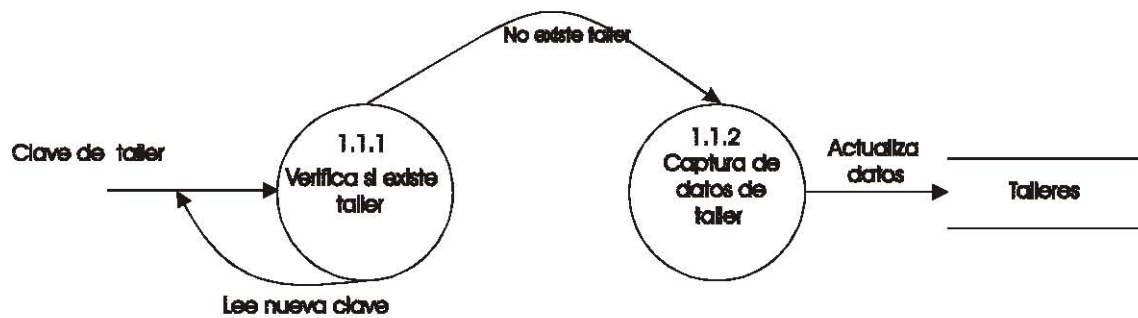 No existe taller
Clave de taller
1.1.1
Verifica si existe
taller
1.1.2
Captura de
datos de
taller
Actualiza
datos
Talleres
Lee nueva clave